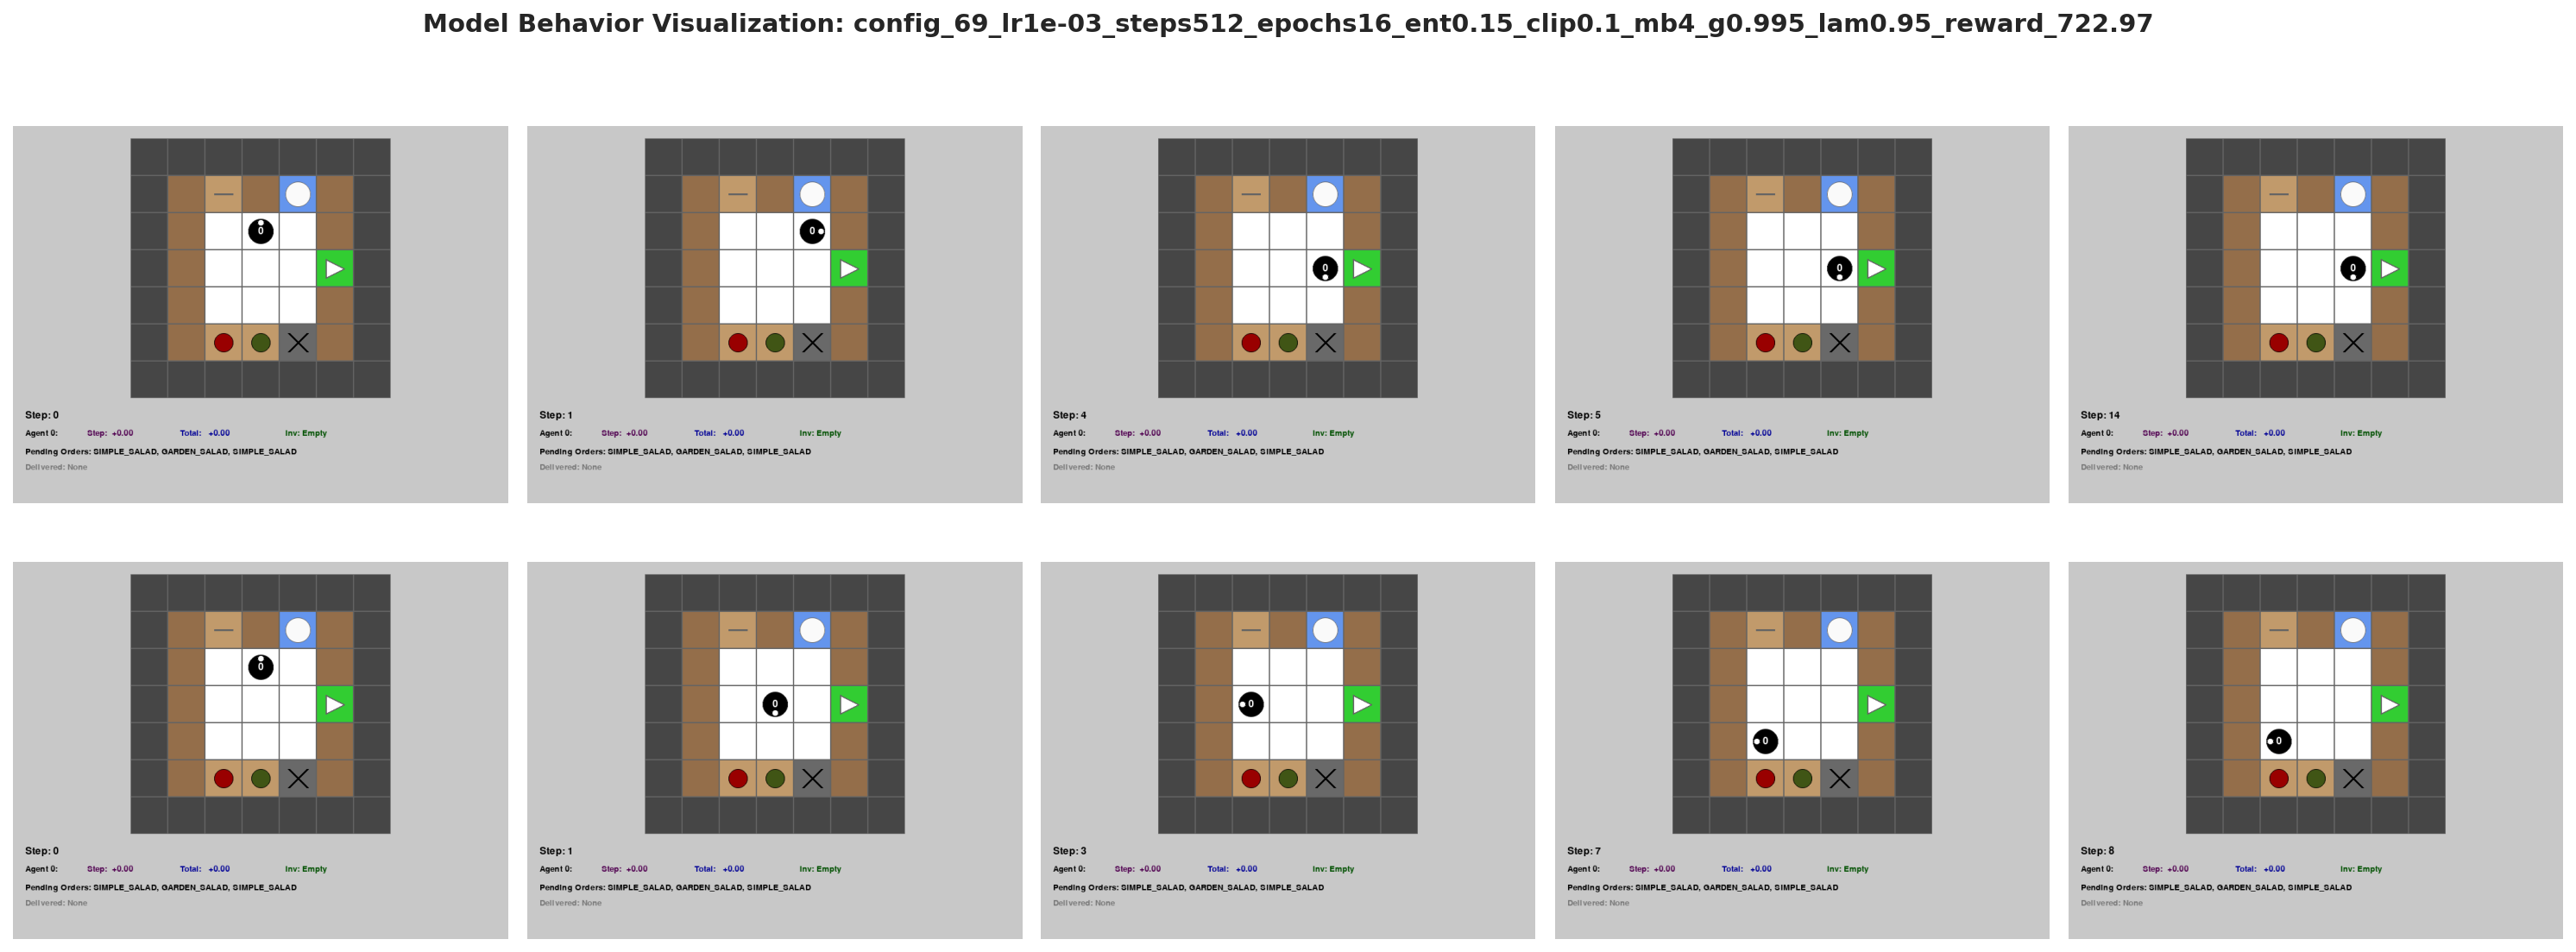 Model Behavior Visualization: config_69_lr1e-03_steps512_epochs16_ent0.15_clip0.1_mb4_g0.995_lam0.95_reward_722.97
0
Step: 0
Agent 0: Step: +0.00 Total: +0.00 Inv: Empty
Pending Orders: SIMPLE_SALAD, GARDEN_SALAD, SIMPLE_SALAD
Delivered: None
0
Step: 1
Agent 0: Step: +0.00 Total: +0.00 Inv: Empty
Pending Orders: SIMPLE_SALAD, GARDEN_SALAD, SIMPLE_SALAD
Delivered: None
0
Step: 4
Agent 0: Step: +0.00 Total: +0.00 Inv: Empty
Pending Orders: SIMPLE_SALAD, GARDEN_SALAD, SIMPLE_SALAD
Delivered: None
0
Step: 5
Agent 0: Step: +0.00 Total: +0.00 Inv: Empty
Pending Orders: SIMPLE_SALAD, GARDEN_SALAD, SIMPLE_SALAD
Delivered: None
0
Step: 14
Agent 0: Step: +0.00 Total: +0.00 Inv: Empty
Pending Orders: SIMPLE_SALAD, GARDEN_SALAD, SIMPLE_SALAD
Delivered: None
0
Step: 0
Agent 0: Step: +0.00 Total: +0.00 Inv: Empty
Pending Orders: SIMPLE_SALAD, GARDEN_SALAD, SIMPLE_SALAD
Delivered: None
0
Step: 1
Agent 0: Step: +0.00 Total: +0.00 Inv: Empty
Pending Orders: SIMPLE_SALAD, GARDEN_SALAD, SIMPLE_SALAD
Delivered: None
0
Step: 3
Agent 0: Step: +0.00 Total: +0.00 Inv: Empty
Pending Orders: SIMPLE_SALAD, GARDEN_SALAD, SIMPLE_SALAD
Delivered: None
0
Step: 7
Agent 0: Step: +0.00 Total: +0.00 Inv: Empty
Pending Orders: SIMPLE_SALAD, GARDEN_SALAD, SIMPLE_SALAD
Delivered: None
0
Step: 8
Agent 0: Step: +0.00 Total: +0.00 Inv: Empty
Pending Orders: SIMPLE_SALAD, GARDEN_SALAD, SIMPLE_SALAD
Delivered: None